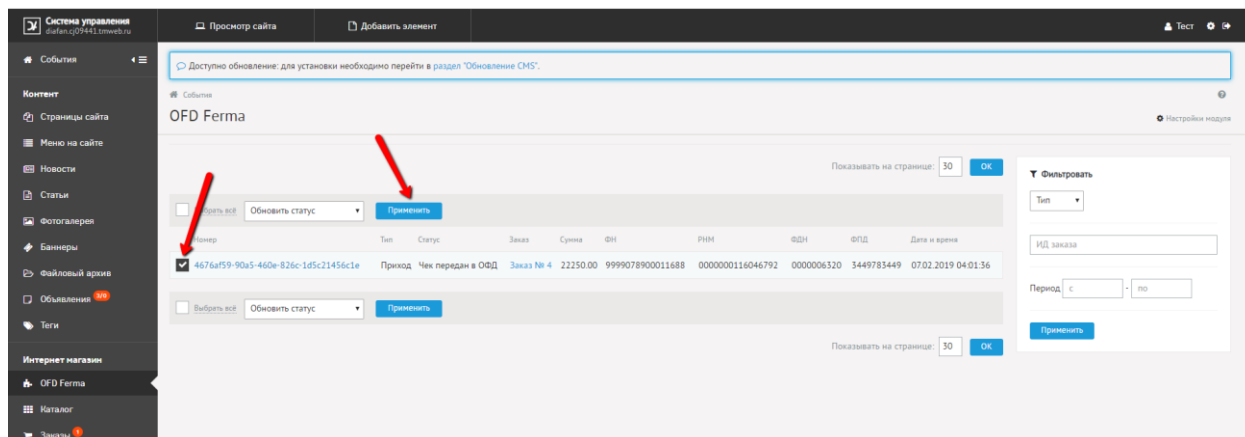 Система управления
diafan.cj09441.tmweb.ru
Просмотр сайта
Добавить элемент
Тест
События
Доступно обновление: для установки необходимо перейти в раздел "Обновление CMS".
Контент
События
Страницы сайта
OFD Ferma
Настройки модуля
Меню на сайте
Новости
Показывать на странице: 30 ОК
Фильтровать
Статьи
Тип
Фотогалерея
Выбрать всё Обновить статус Применить
Баннеры
Номер Тип Статус Заказ Сумма ФН РНМ ФДН ФПД Дата и время
ИД заказа
Файловый архив
4676af59-90a5-460e-826c-1d5c21456c1e Приход Чек передан в ОФД Заказ № 4 22250.00 9999078900011688 0000000116046792 0000006320 3449783449 07.02.2019 04:01:36
Период с - по
Объявления 3/0
Выбрать всё Обновить статус Применить
Теги
Применить
Показывать на странице: 30 ОК
Интернет магазин
OFD Ferma
Каталог
Заказы 1